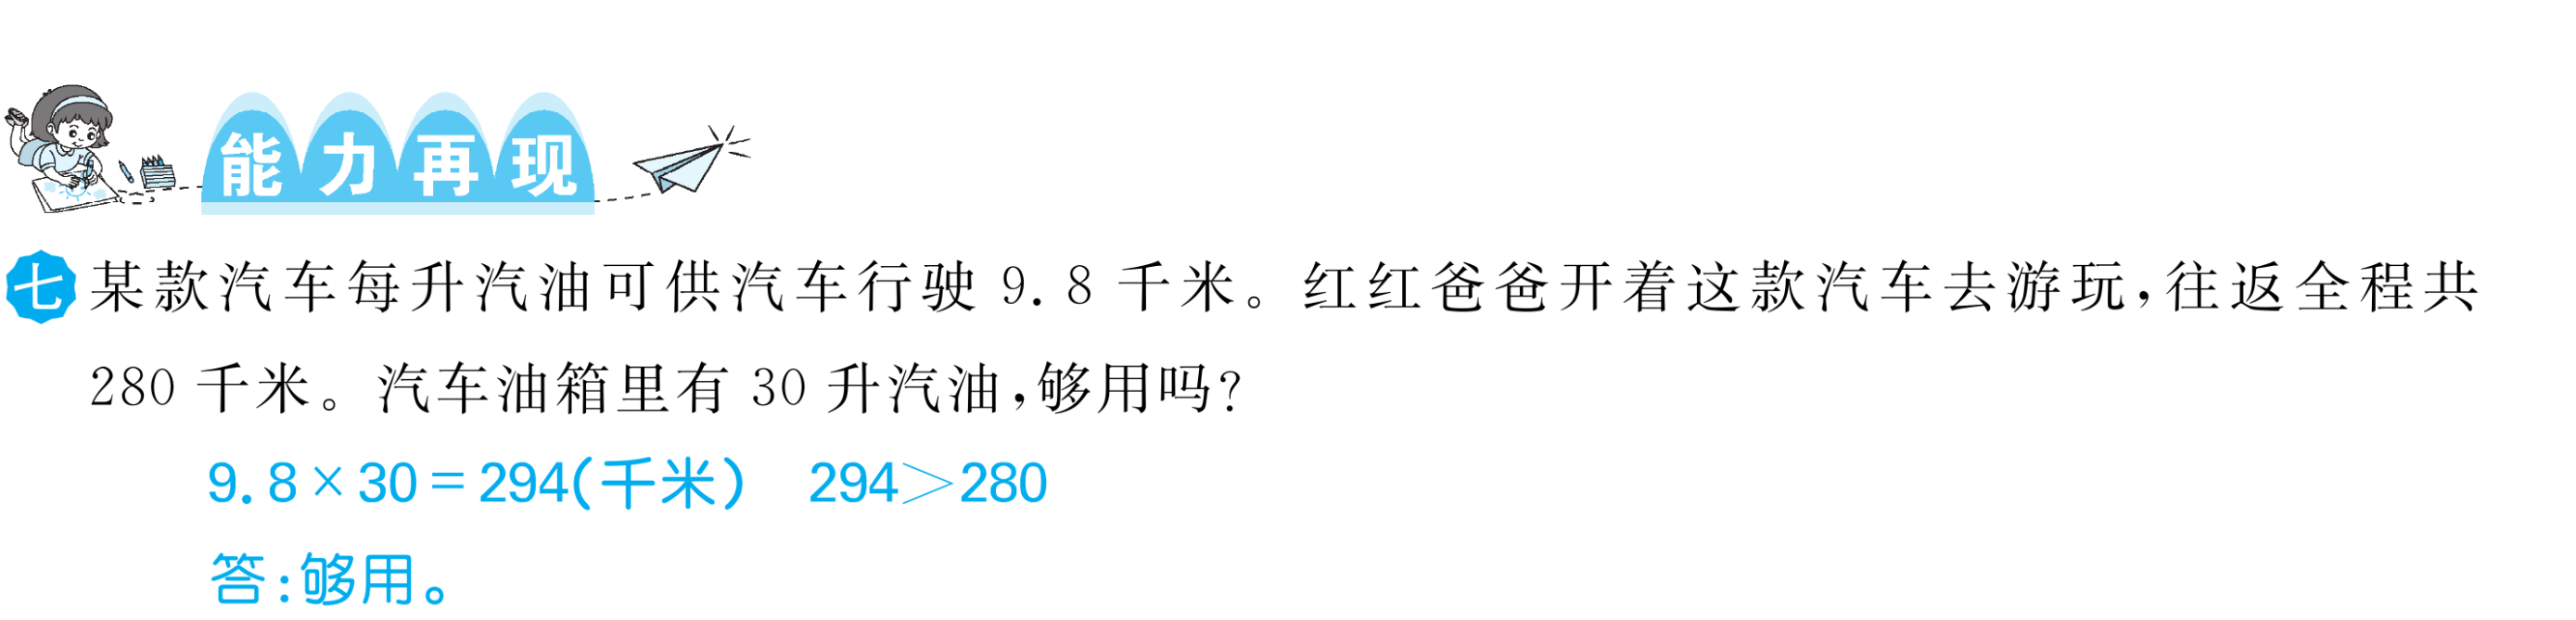 能力再现
七 某款汽车每升汽油可供汽车行驶 9.8 千米。红红爸爸开着这款汽车去游玩,往返全程共
280 千米。汽车油箱里有 30 升汽油,够用吗?
9.8×30=294(千米) 294>280
答:够用。